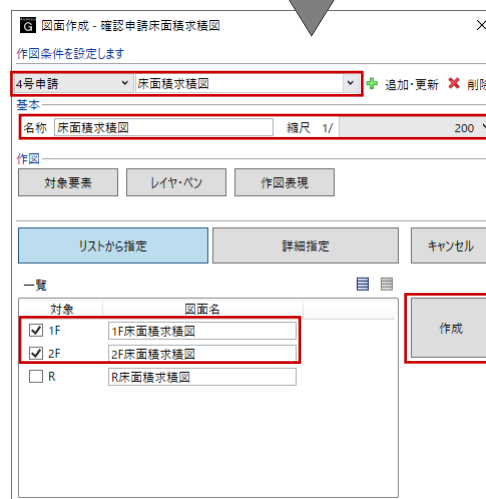 G 図面作成 - 確認申請床面積求積図
作図条件を設定します
4号申請 床面積求積図 追加・更新 削除
基本
名称 床面積求積図 縮尺 1/ 200
作図
対象要素 レイヤ・ペン 作図表現
リストから指定 詳細指定 キャンセル
一覧
対象 図面名
1F 1F床面積求積図
2F 2F床面積求積図
R R床面積求積図
作成